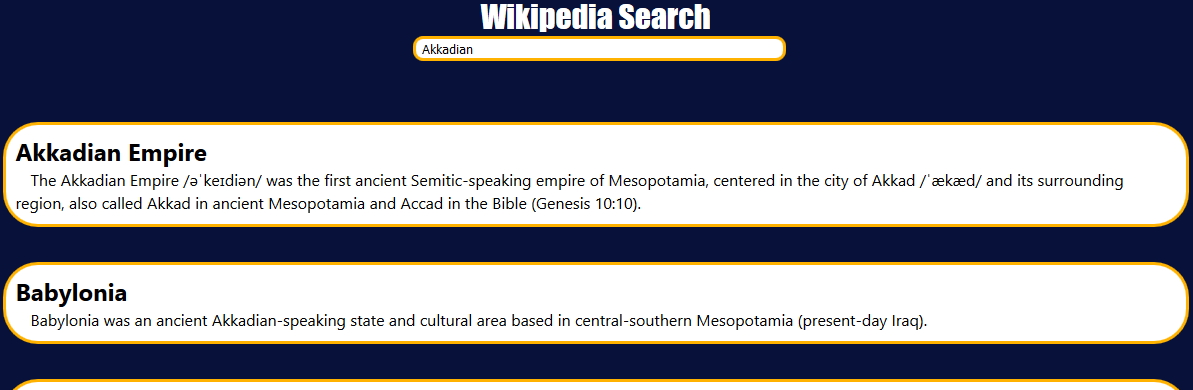 Wikipedia Search
Akkadian
Akkadian Empire
The Akkadian Empire /əˈkeɪdiən/ was the first ancient Semitic-speaking empire of Mesopotamia, centered in the city of Akkad /ˈækæd/ and its surrounding
region, also called Akkad in ancient Mesopotamia and Accad in the Bible (Genesis 10:10).
Babylonia
Babylonia was an ancient Akkadian-speaking state and cultural area based in central-southern Mesopotamia (present-day Iraq).